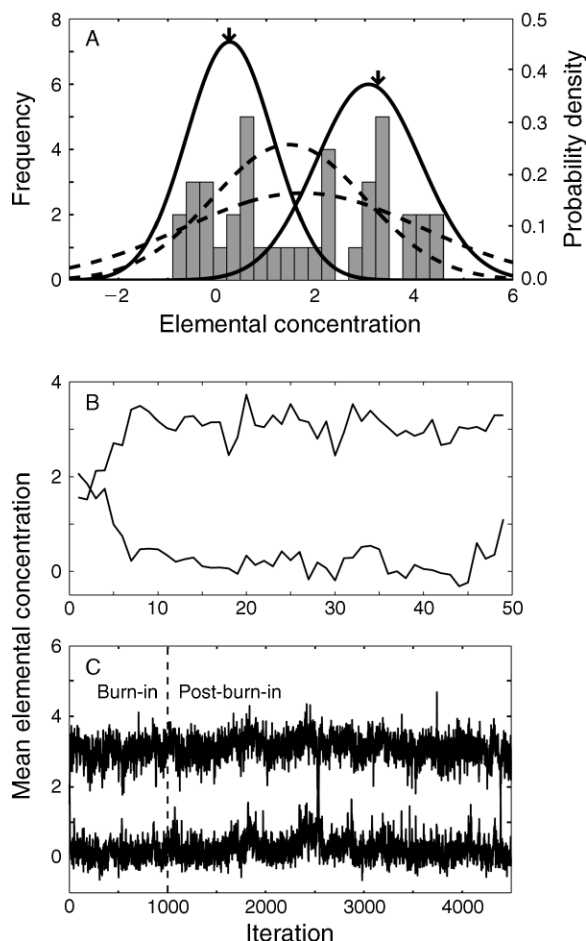 A
8
6
4
2
0
Frequency
0.5
0.4
0.3
0.2
0.1
0.0
Probability density
−2 0 2 4 6
Elemental concentration
B
4
2
0
0 10 20 30 40 50
Mean elemental concentration
C
Burn-in Post-burn-in
6
4
2
0
0 1000 2000 3000 4000
Iteration